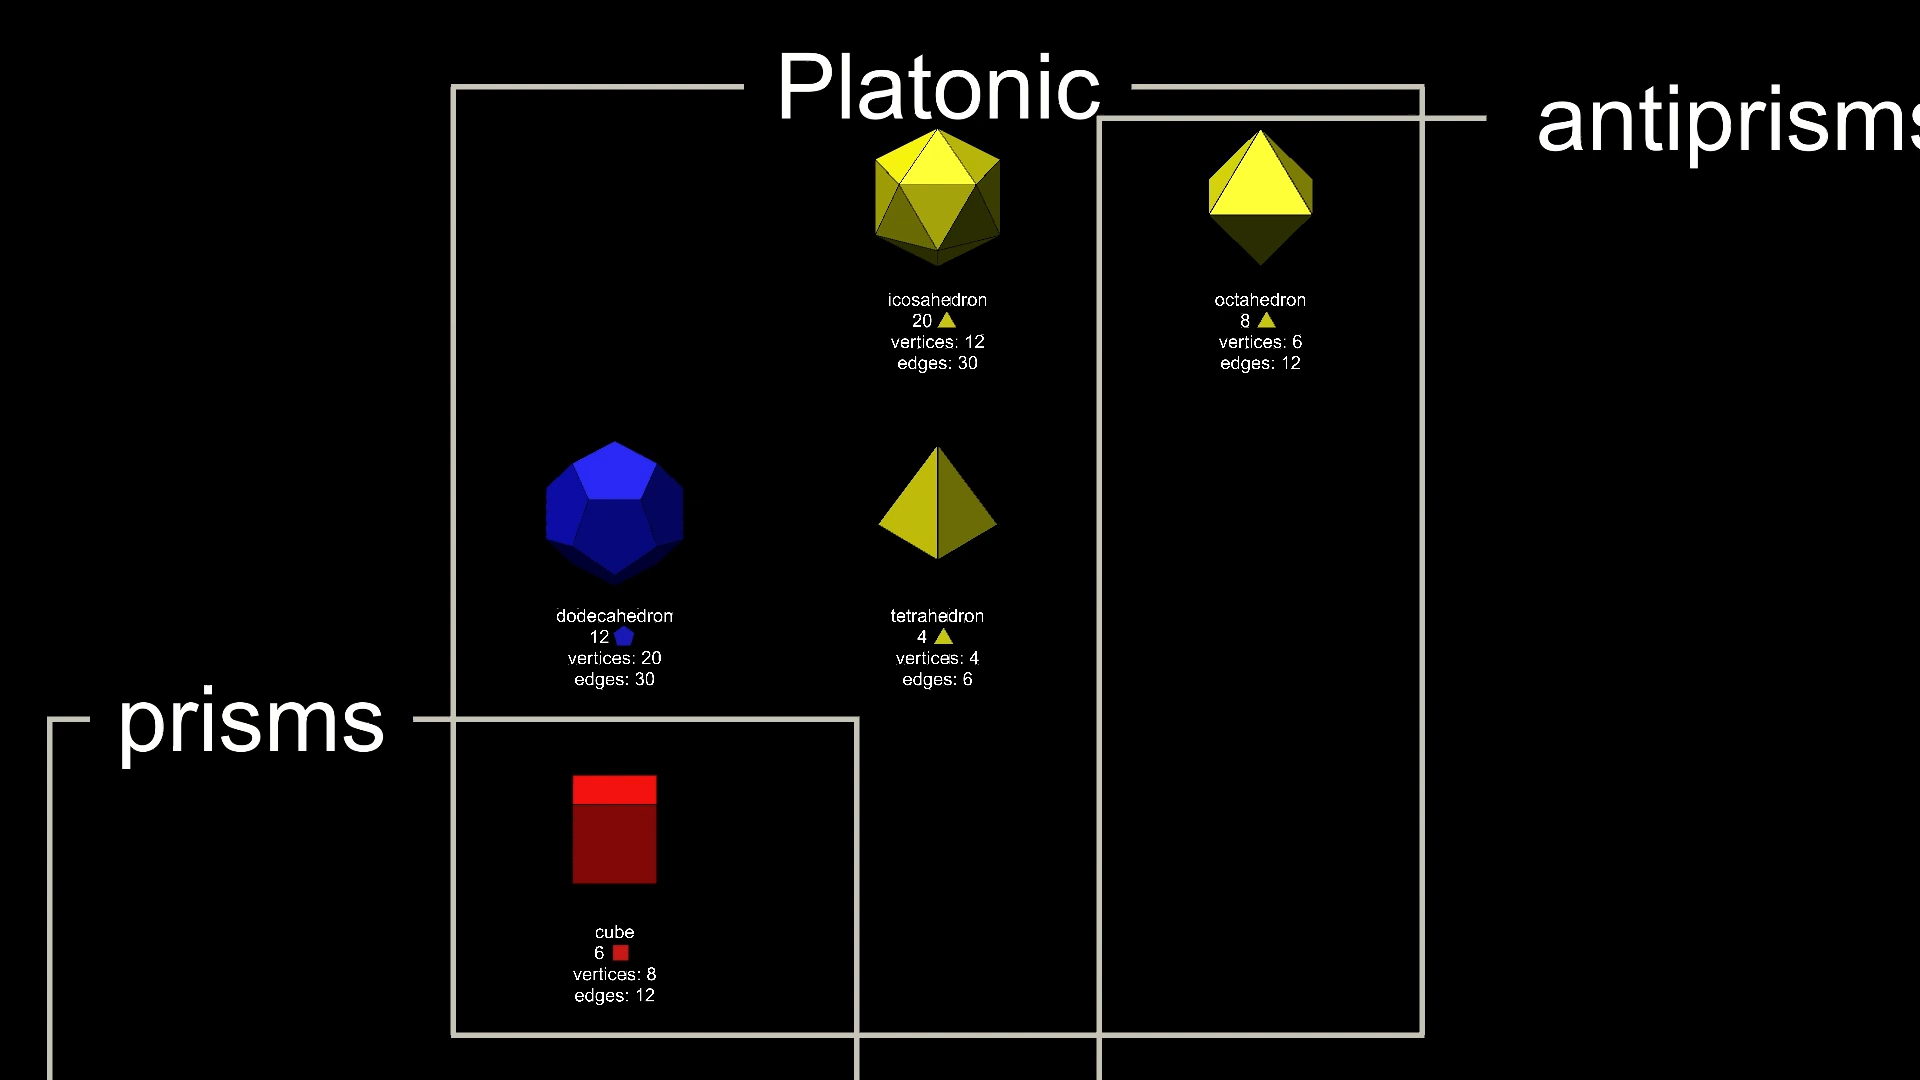 Platonic
antiprisms
icosahedron
20
vertices: 12
edges: 30
octahedron
8
vertices: 6
edges: 12
dodecahedron
12
vertices: 20
edges: 30
tetrahedron
4
vertices: 4
edges: 6
prisms
cube
6
vertices: 8
edges: 12